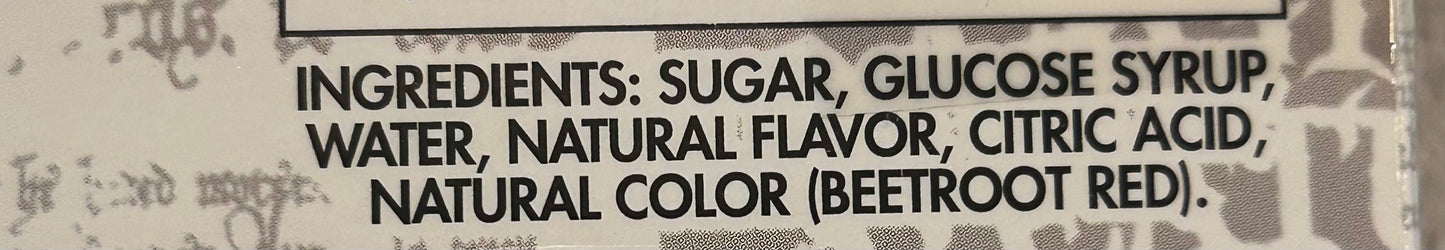 INGREDIENTS: SUGAR, GLUCOSE SYRUP,
WATER, NATURAL FLAVOR, CITRIC ACID,
NATURAL COLOR (BEETROOT RED).